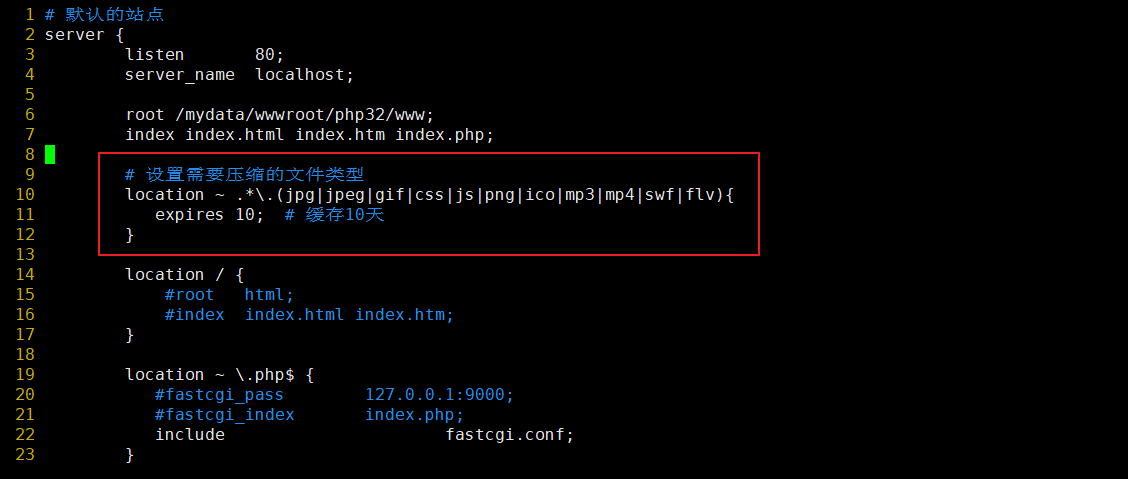 1 # 默认的站点
2 server {
3         listen       80;
4         server_name  localhost;
5
6         root /mydata/wwwroot/php32/www;
7         index index.html index.htm index.php;
8
9         # 设置需要压缩的文件类型
10         location ~ .*\.(jpg|jpeg|gif|css|js|png|ico|mp3|mp4|swf|flv){
11            expires 10;  # 缓存10天
12         }
13
14         location / {
15             #root   html;
16             #index  index.html index.htm;
17         }
18
19         location ~ \.php$ {
20            #fastcgi_pass        127.0.0.1:9000;
21            #fastcgi_index       index.php;
22            include                      fastcgi.conf;
23         }